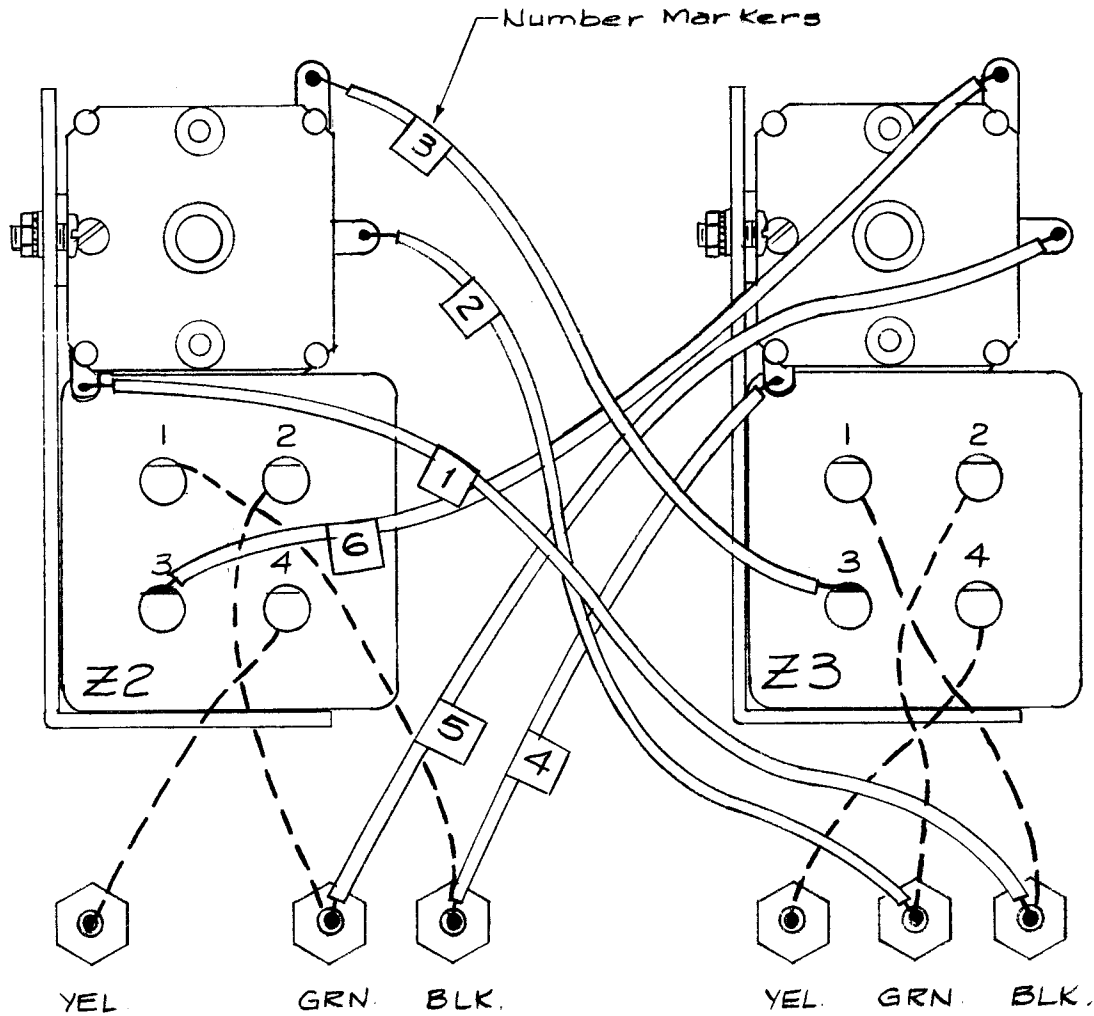 Number Markers
3
2
1 2
1
6
3 4
Z2
5
4
1 2
3 4
Z3
YEL. GRN. BLK.
YEL. GRN. BLK.